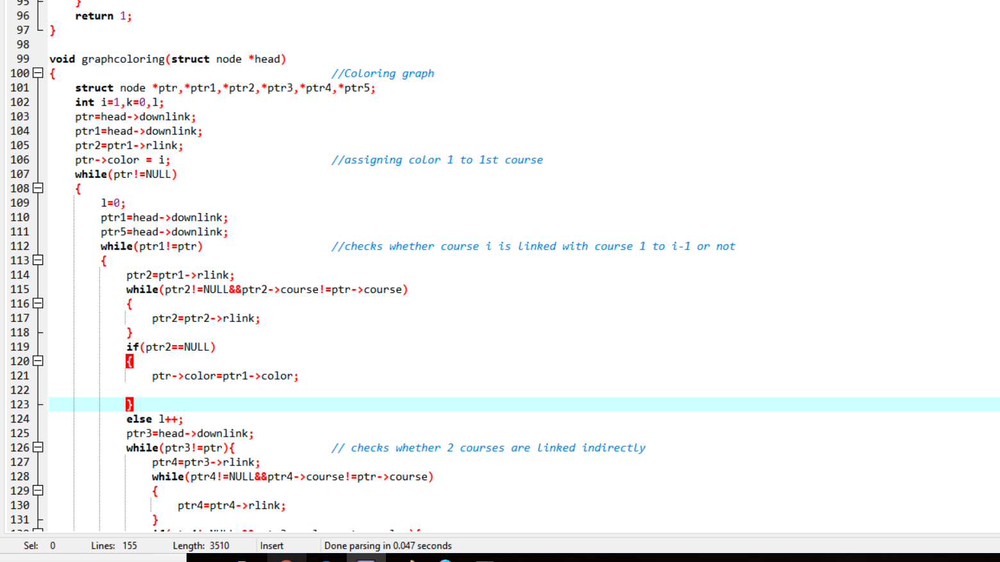 95 }
96 return 1;
97 }
98
99 void graphcoloring(struct node *head)
100 { //Coloring graph
101 struct node *ptr,*ptr1,*ptr2,*ptr3,*ptr4,*ptr5;
102 int i=1,k=0,l;
103 ptr=head->downlink;
104 ptr1=head->downlink;
105 ptr2=ptr1->rlink;
106 ptr->color = i; //assigning color 1 to 1st course
107 while(ptr!=NULL)
108 {
109 l=0;
110 ptr1=head->downlink;
111 ptr5=head->downlink;
112 while(ptr1!=ptr) //checks whether course i is linked with course 1 to i-1 or not
113 {
114 ptr2=ptr1->rlink;
115 while(ptr2!=NULL&&ptr2->course!=ptr->course)
116 {
117 ptr2=ptr2->rlink;
118 }
119 if(ptr2==NULL)
120 {
121 ptr->color=ptr1->color;
122
123 }
124 else l++;
125 ptr3=head->downlink;
126 while(ptr3!=ptr){ // checks whether 2 courses are linked indirectly
127 ptr4=ptr3->rlink;
128 while(ptr4!=NULL&&ptr4->course!=ptr->course)
129 {
130 ptr4=ptr4->rlink;
131 }
Sel: 0 Lines: 155 Length: 3510 Insert Done parsing in 0.047 seconds